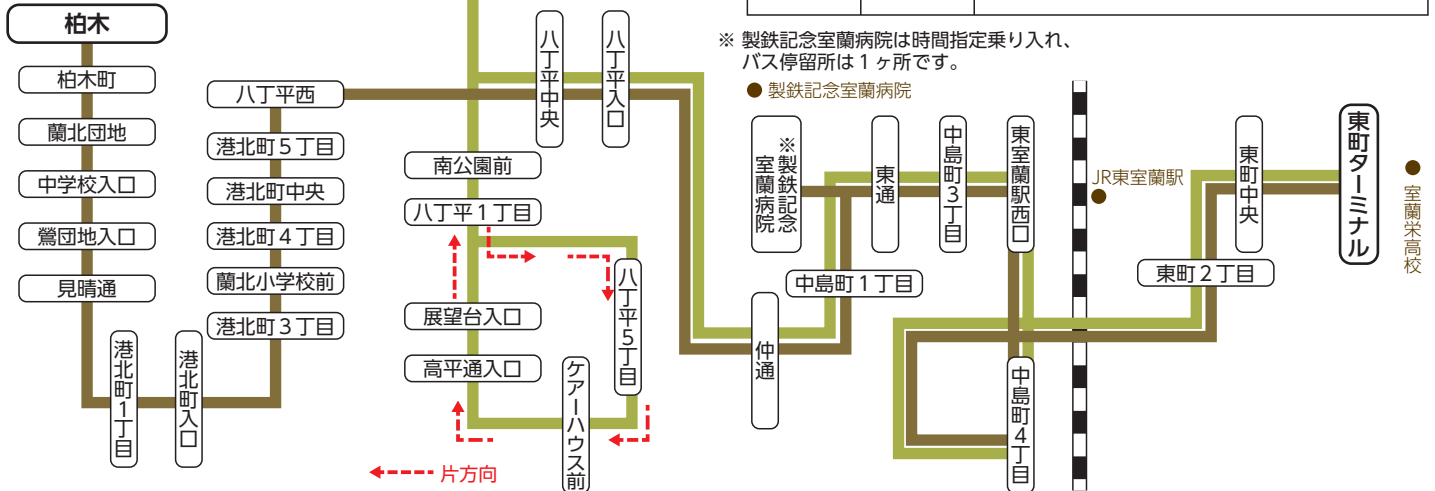 柏木
柏木町
蘭北団地
中学校入口
鶯団地入口
見晴通
港北町1丁目
港北町入口
八丁平西
港北町5丁目
港北町中央
港北町4丁目
蘭北小学校前
港北町3丁目
南公園前
八丁平1丁目
展望台入口
高平通入口
八丁平5丁目
ケアーハウス前
片方向
八丁平中央
八丁平入口
※ 製鉄記念室蘭病院は時間指定乗り入れ、
バス停留所は1ヶ所です。
製鉄記念室蘭病院
※製鉄記念
室蘭病院
東通
中島町3丁目
東室蘭駅西口
中島町1丁目
仲通
中島町4丁目
JR東室蘭駅
東町2丁目
東町中央
東町ターミナル
室蘭栄高校